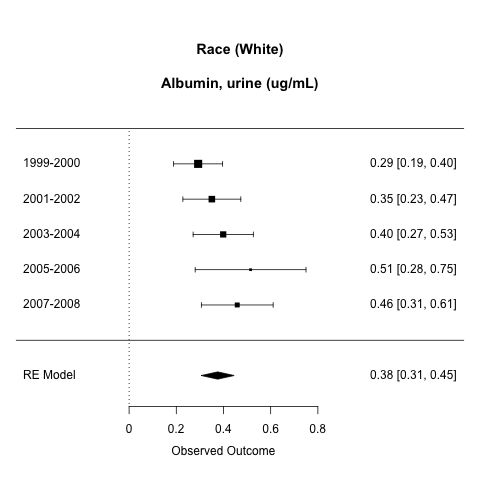 Race (White)
Albumin, urine (ug/mL)
1999-2000 0.29 [0.19, 0.40]
2001-2002 0.35 [0.23, 0.47]
2003-2004 0.40 [0.27, 0.53]
2005-2006 0.51 [0.28, 0.75]
2007-2008 0.46 [0.31, 0.61]
RE Model 0.38 [0.31, 0.45]
0 0.2 0.4 0.6 0.8
Observed Outcome